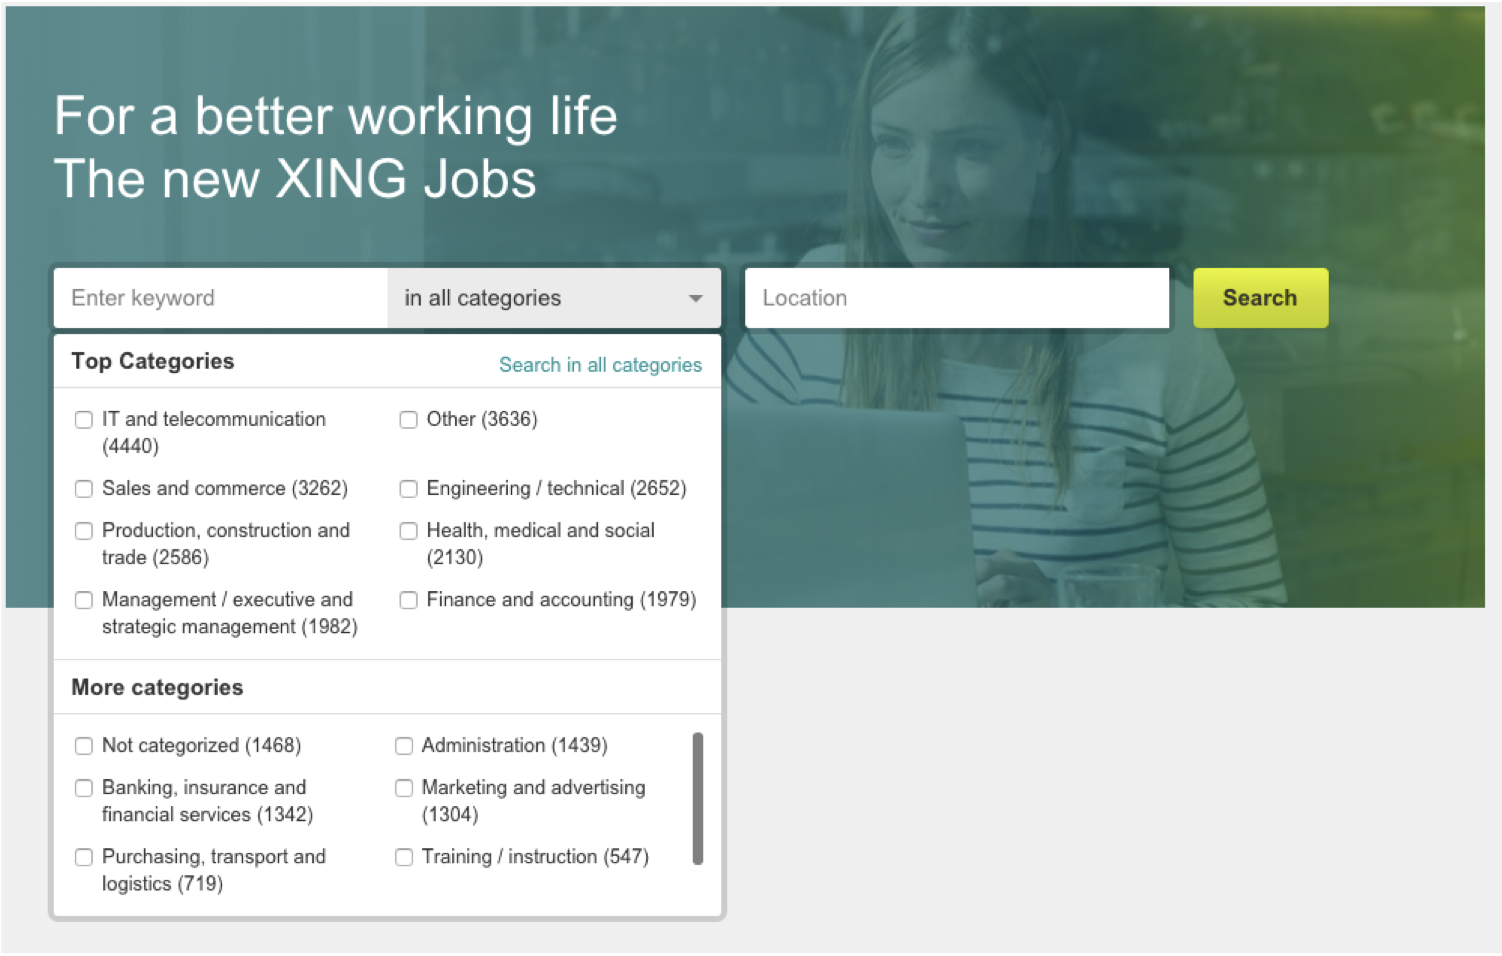 For a better working life
The new XING Jobs
Enter keyword
in all categories
Location
Search
Top Categories
Search in all categories
IT and telecommunication
(4440)
Other (3636)
Sales and commerce (3262)
Engineering / technical (2652)
Production, construction and
trade (2586)
Health, medical and social
(2130)
Management / executive and
strategic management (1982)
Finance and accounting (1979)
More categories
Not categorized (1468)
Administration (1439)
Banking, insurance and
financial services (1342)
Marketing and advertising
(1304)
Purchasing, transport and
logistics (719)
Training / instruction (547)